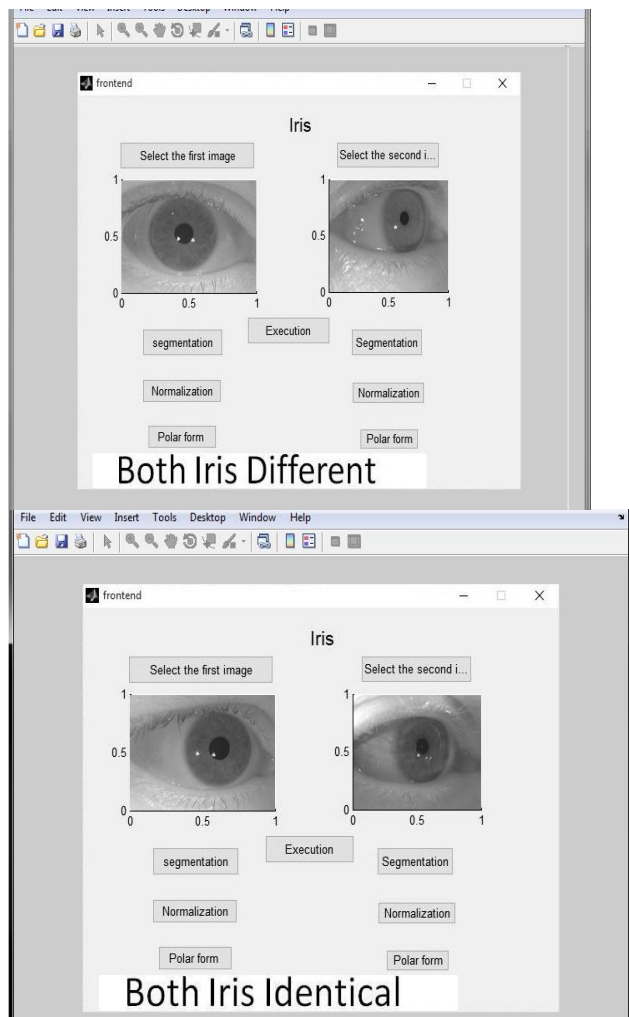 File Edit View Insert Tools Desktop Window Help
frontend
Iris
Select the first image Select the second i...
1 1
0.5 0.5
0 0
0 0.5 1 0 0.5 1
Execution
segmentation Segmentation
Normalization Normalization
Polar form Polar form
Both Iris Different
File Edit View Insert Tools Desktop Window Help
frontend
Iris
Select the first image Select the second i...
1 1
0.5 0.5
0 0
0 0.5 1 0 0.5 1
Execution
segmentation Segmentation
Normalization Normalization
Polar form Polar form
Both Iris Identical